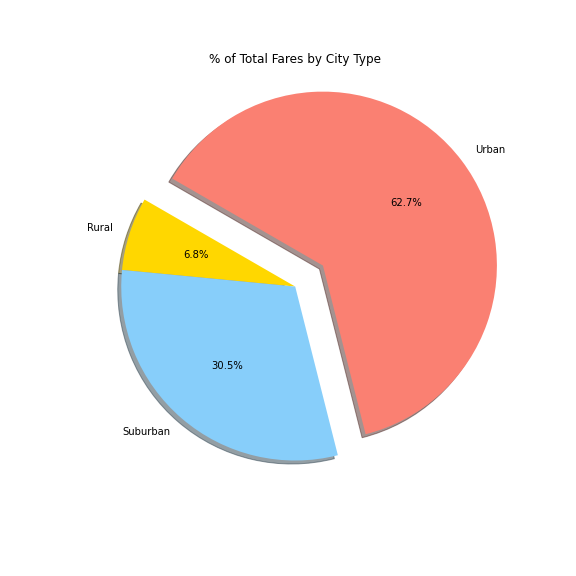 % of Total Fares by City Type
Urban
62.7%
Rural
6.8%
30.5%
Suburban